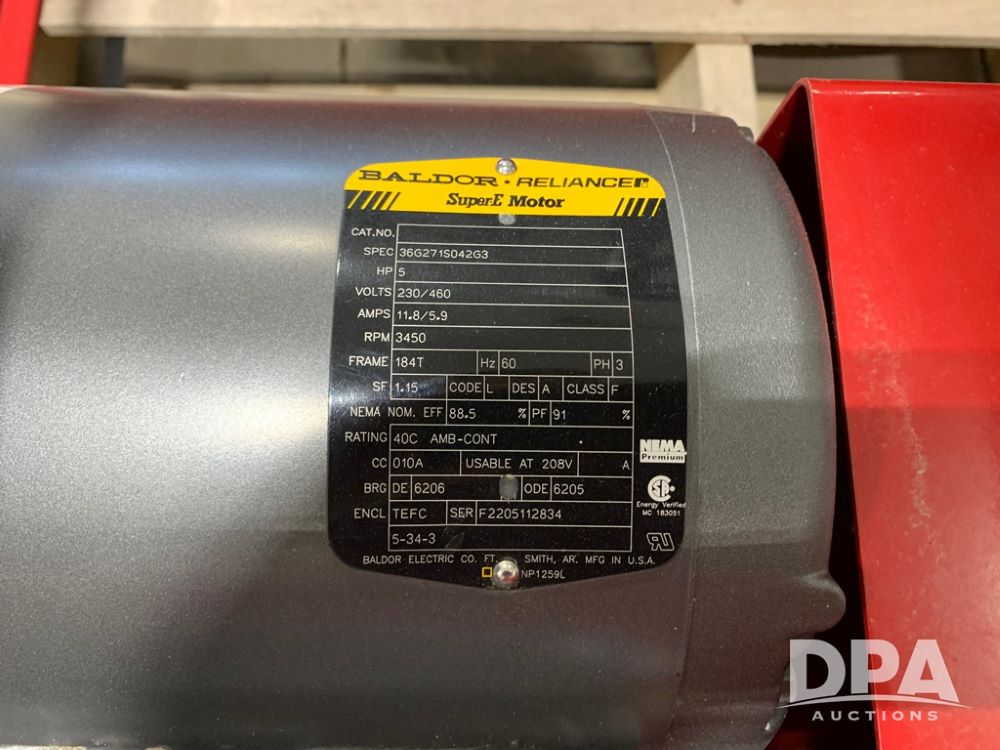 BALDOR • RELIANCE
Super-E Motor
CAT.NO.
SPEC 36G271S042G3
HP 5
VOLTS 230/460
AMPS 11.8/5.9
RPM 3450
FRAME 184T Hz 60 PH 3
SF 1.15 CODE L DES A CLASS F
NEMA NOM. EFF 88.5 % PF 91 %
RATING 40C AMB-CONT
CC 010A USABLE AT 208V A
BRG DE 6206 ODE 6205
ENCL TEFC SER F2205112834
5-34-3
BALDOR ELECTRIC CO. FT. SMITH, AR. MFG IN U.S.A.
NP1259L
NEMA
Premium
Energy Verified
MC 183051
DPA
AUCTIONS